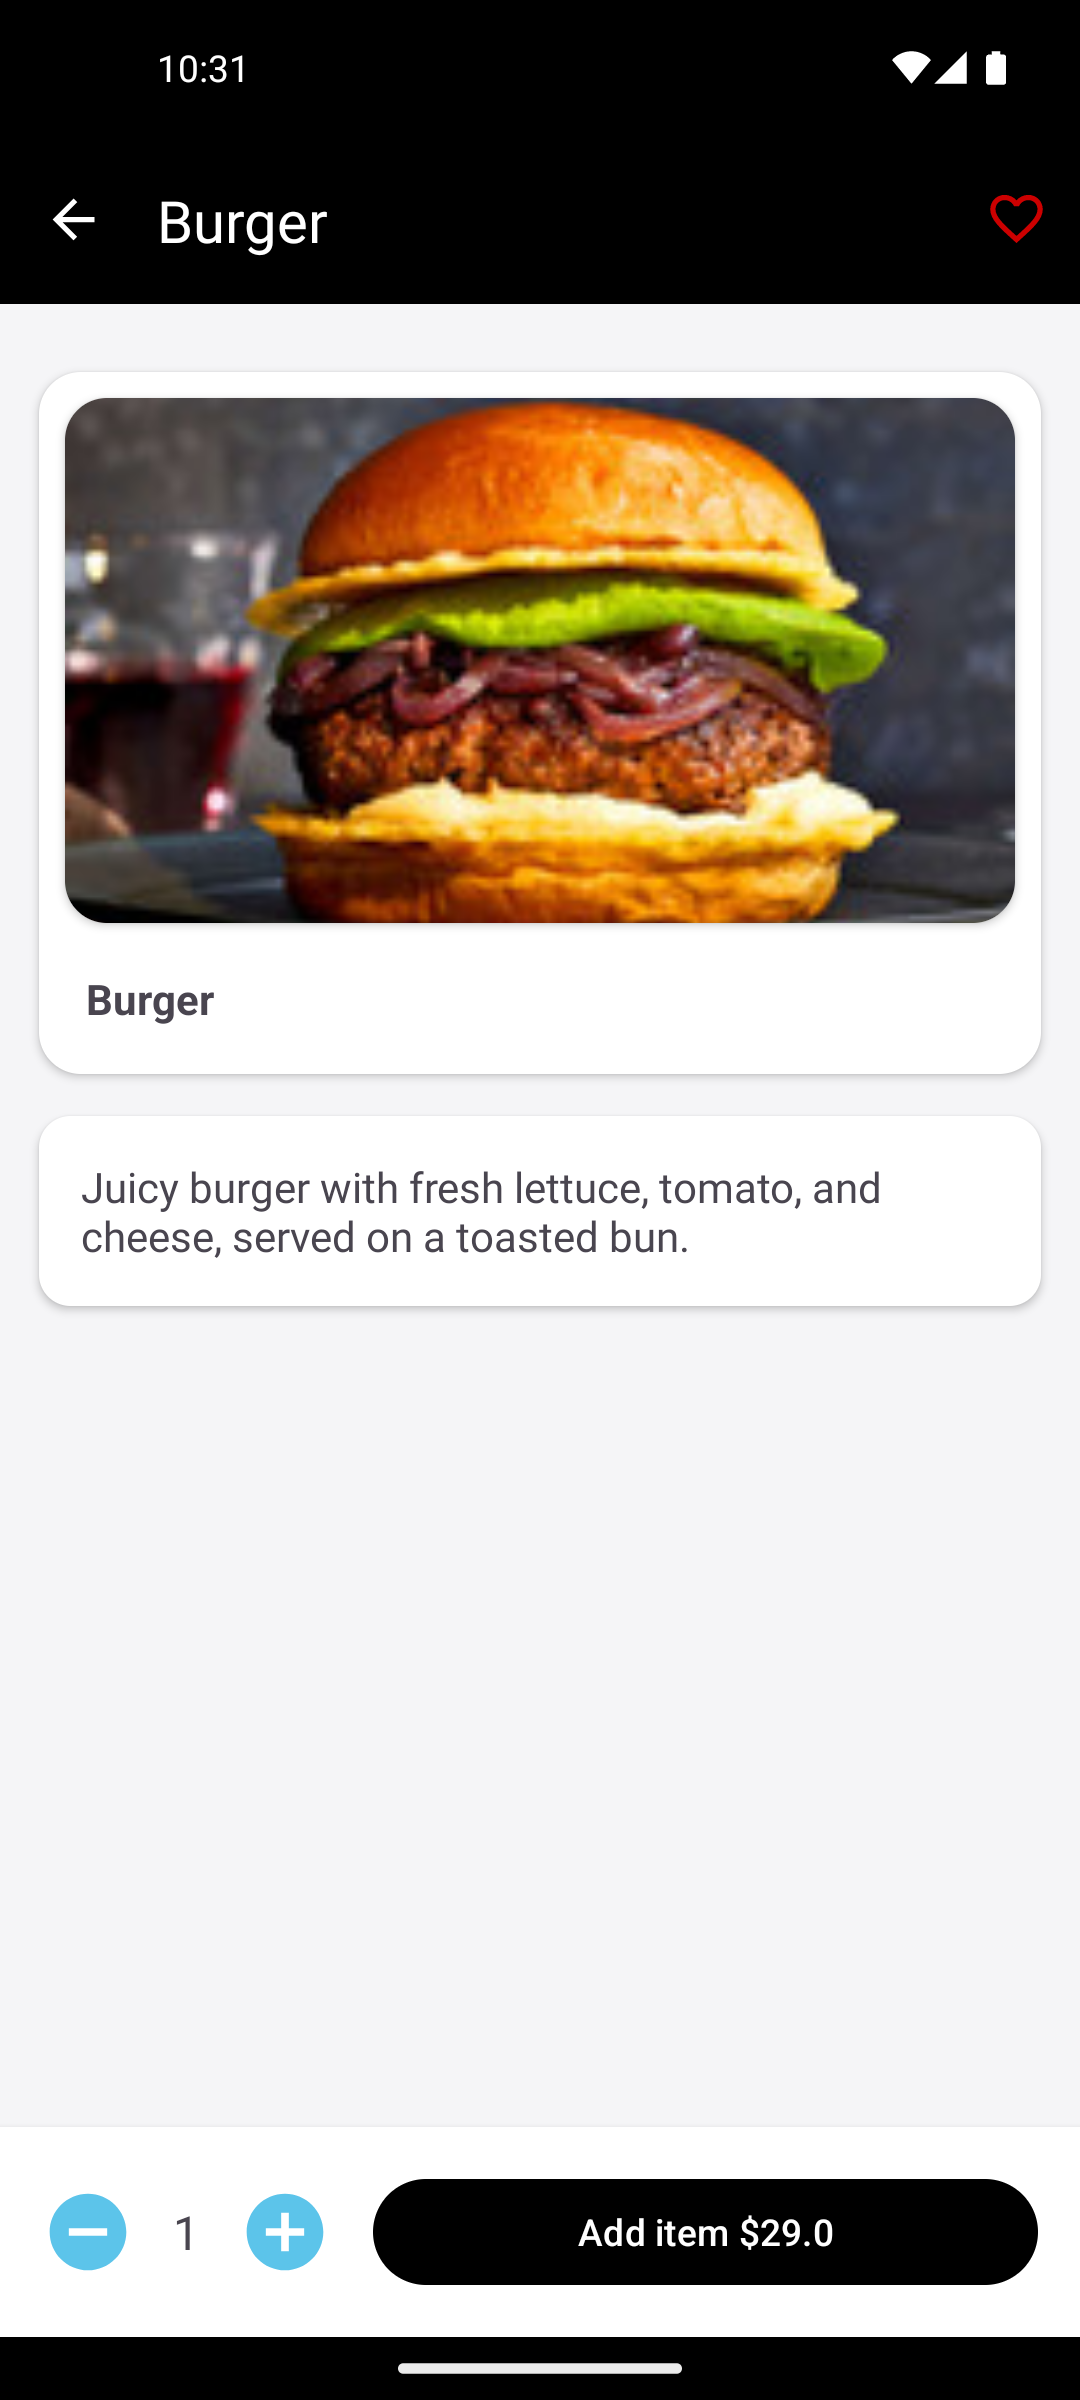 10:31
Burger
Burger
Juicy burger with fresh lettuce, tomato, and
cheese, served on a toasted bun.
1
Add item $29.0